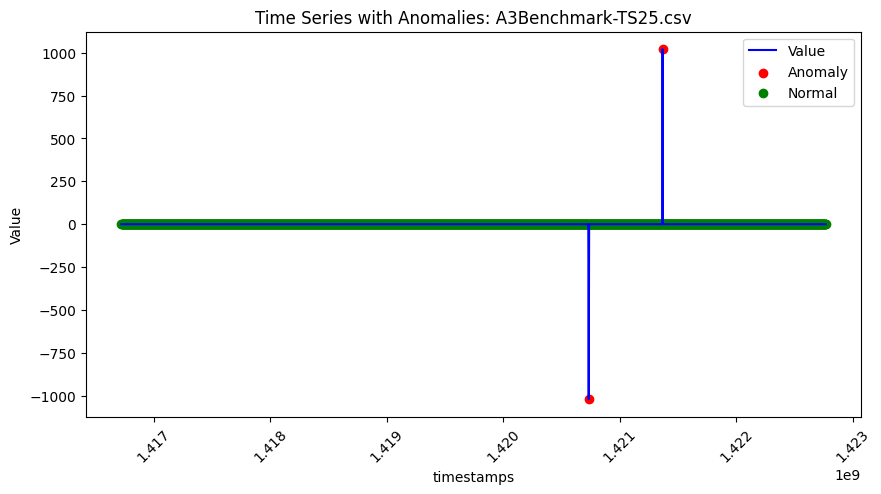 Time Series with Anomalies: A3Benchmark-TS25.csv
Value
Anomaly
Normal
1000
750
500
250
0
−250
−500
−750
−1000
Value
1.417
1.418
1.419
1.420
1.421
1.422
1.423
1e9
timestamps